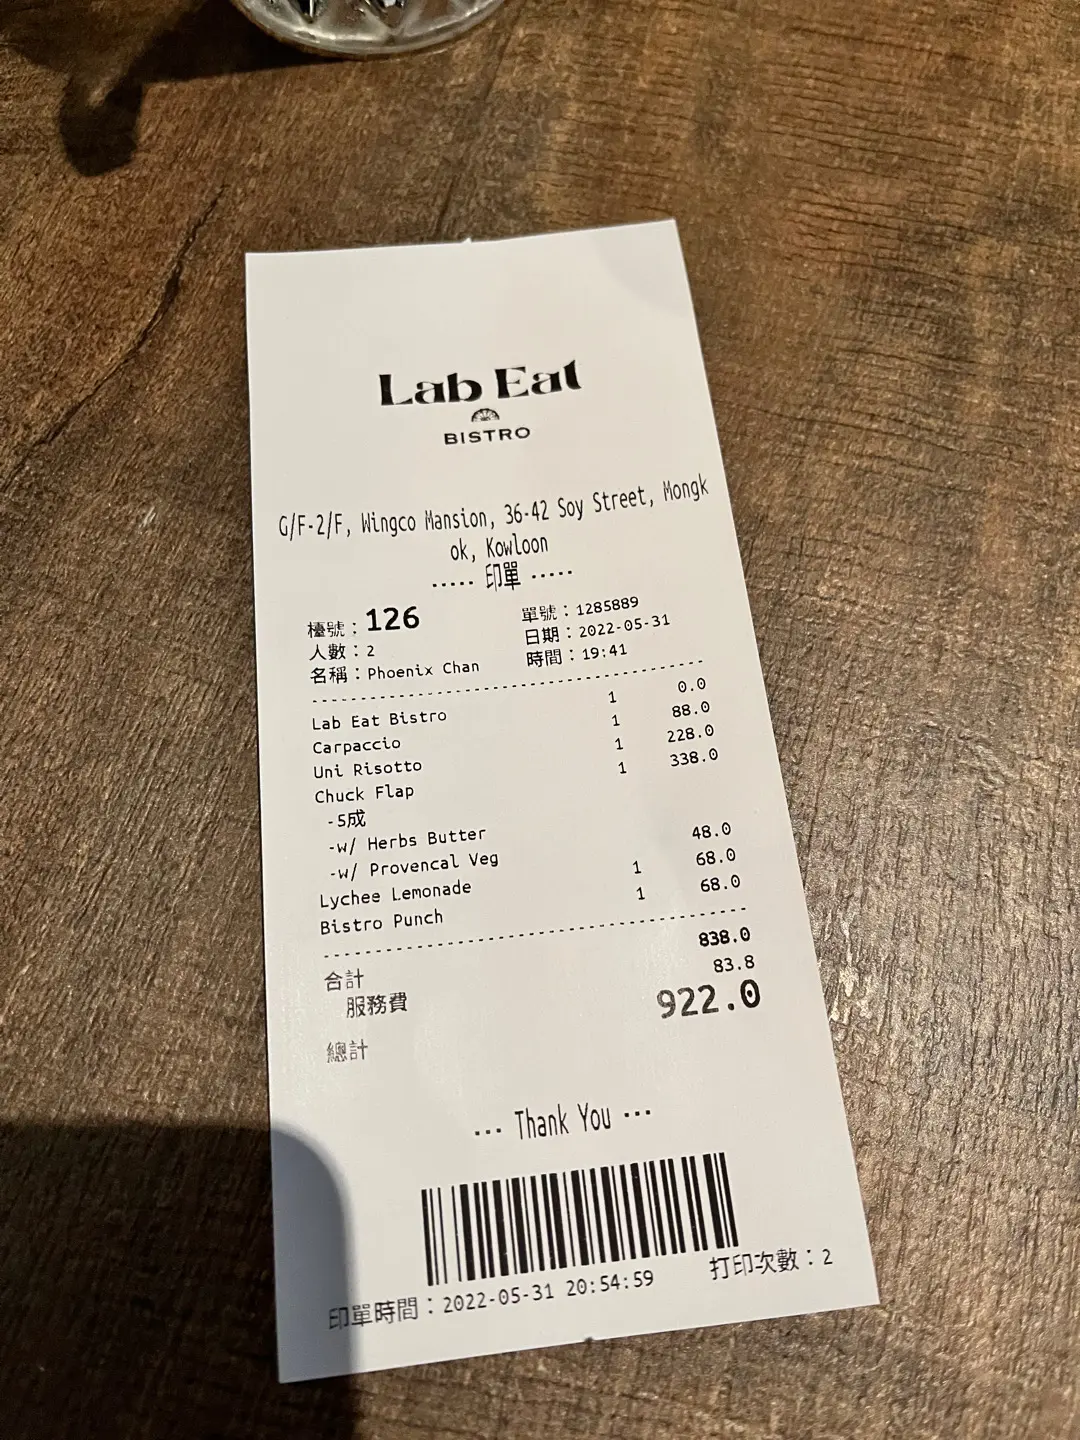 Lab Eat
BISTRO
G/F-2/F, Wingco Mansion, 36-42 Soy Street, Mongk
ok, Kowloon
..... 印單 .....
檯號：126 單號：1285889
人數：2 日期：2022-05-31
名稱：Phoenix Chan 時間：19:41
Lab Eat Bistro 1 0.0
Carpaccio 1 88.0
Uni Risotto 1 228.0
Chuck Flap 1 338.0
-5成
-w/ Herbs Butter
-w/ Provencal Veg 48.0
Lychee Lemonade 1 68.0
Bistro Punch 1 68.0
合計 838.0
服務費 83.8
總計 922.0
--- Thank You ---
印單時間：2022-05-31 20:54:59 打印次數：2